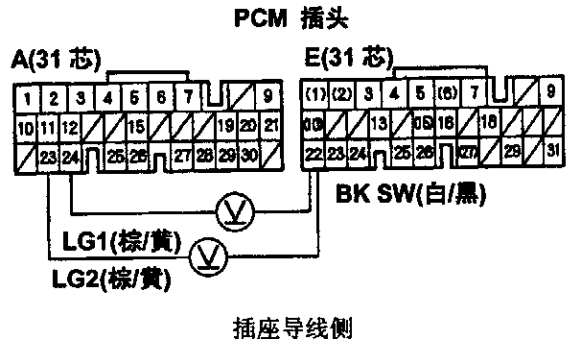 PCM 插头
A(31 芯)
E(31 芯)
1 2 3 4 5 6 7 9
10 11 12 15 19 20 21
23 24 25 26 27 28 29 30
(1) (2) 3 4 5 (6) 7 9
13 16 18
22 23 24 25 26 (27) 29 31
BK SW(白/黑)
LG1(棕/黄)
LG2(棕/黄)
插座导线侧